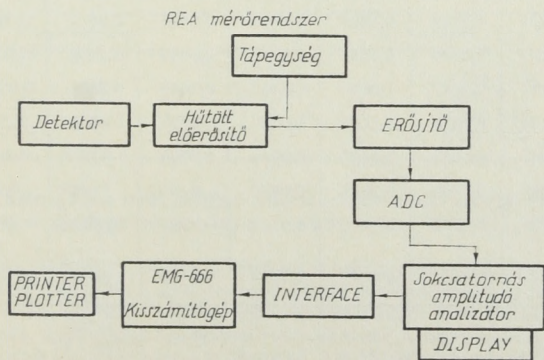 REA mérőrendszer
Tápegység
Detektor
Hűtött
előerősítő
ERŐSÍTŐ
ADC
PRINTER
PLOTTER
EMG-666
Kisszámítógép
INTERFACE
Sokcsatornás
amplitudó
analizátor
DISPLAY